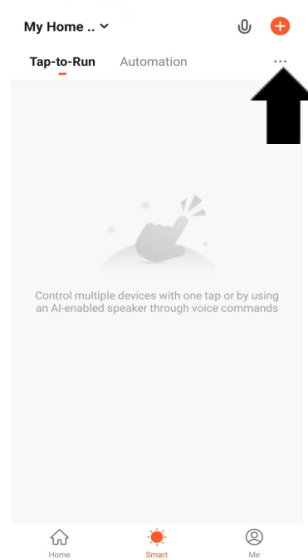 My Home ..
Tap-to-Run Automation ...
Control multiple devices with one tap or by using
an AI-enabled speaker through voice commands
Home Smart Me